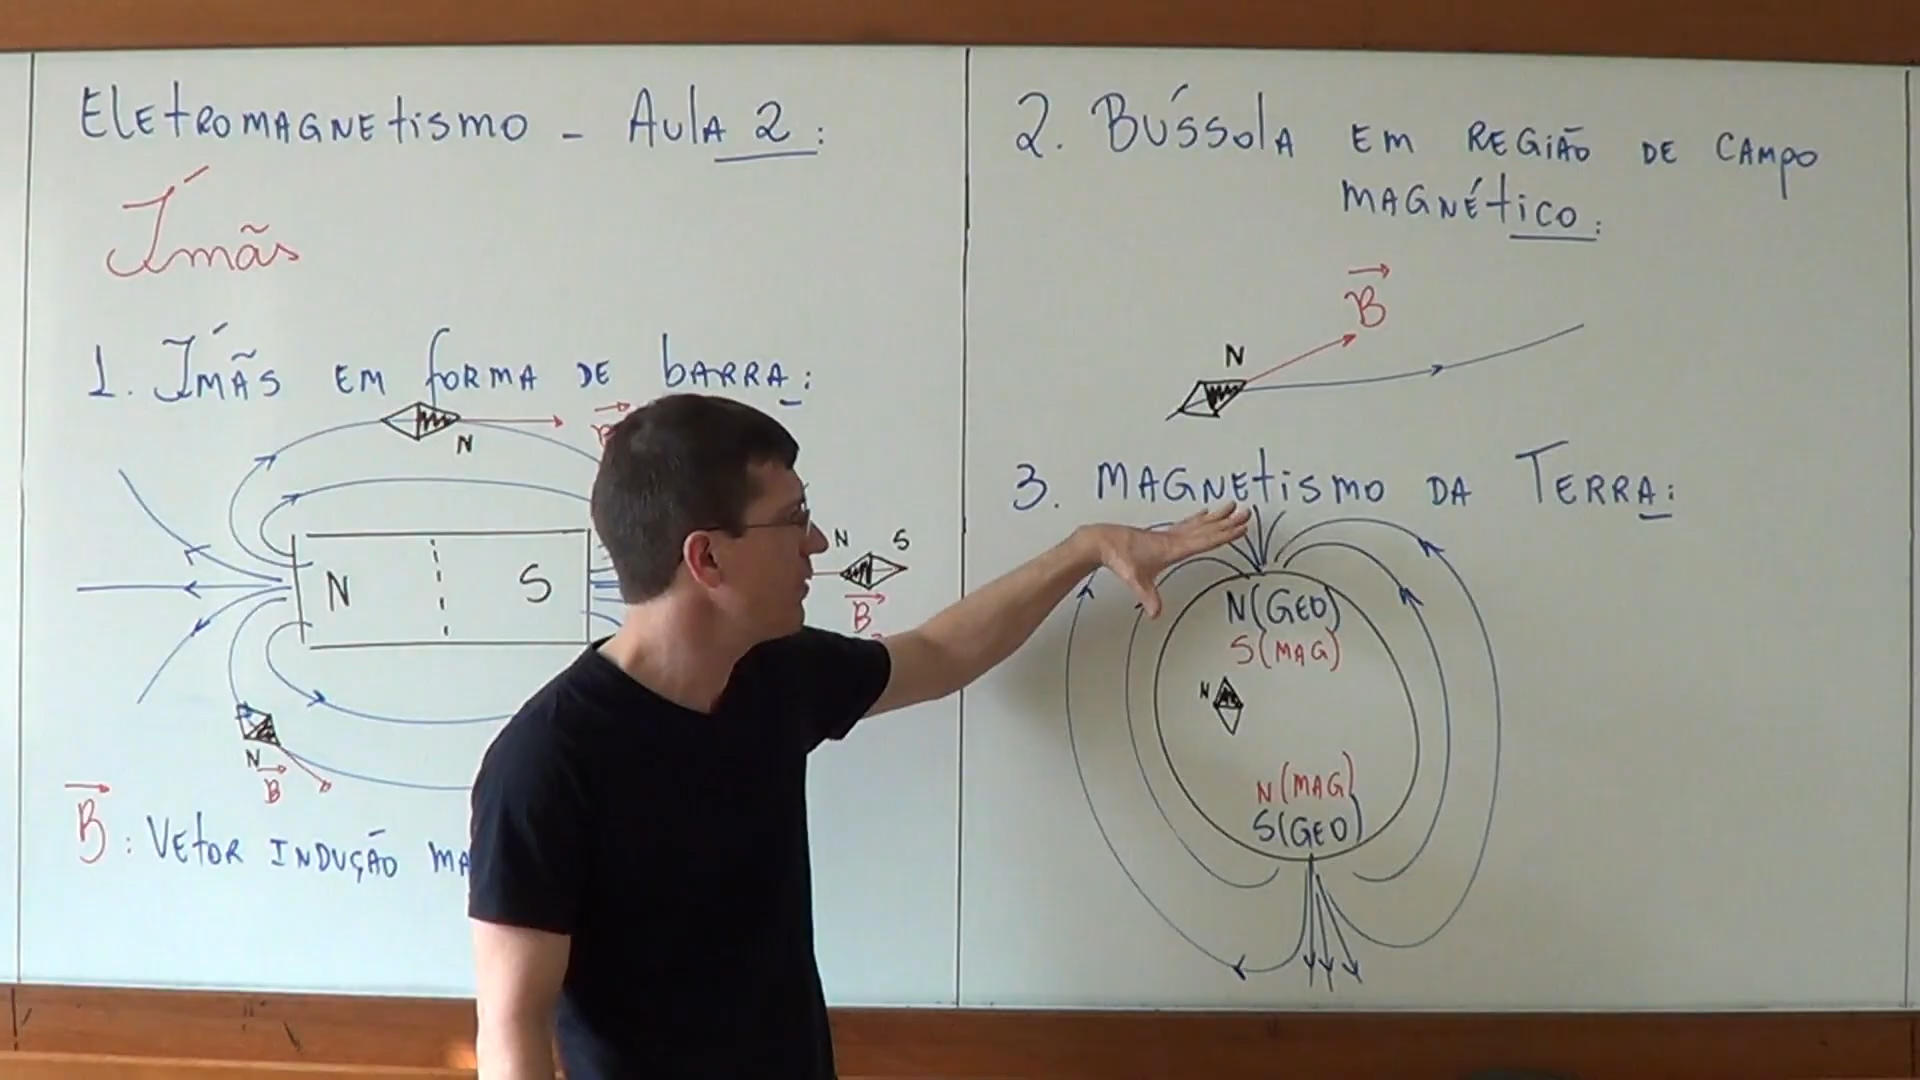 Eletromagnetismo - Aula 2:
Ímãs
1. Ímãs em forma de barra:
N
N S
N S
B
N
B
B: Vetor indução
2. Bússola em região de campo
magnético:
B
N
3. Magnetismo da Terra:
N(GEO)
S(MAG)
N
N(MAG)
S(GEO)